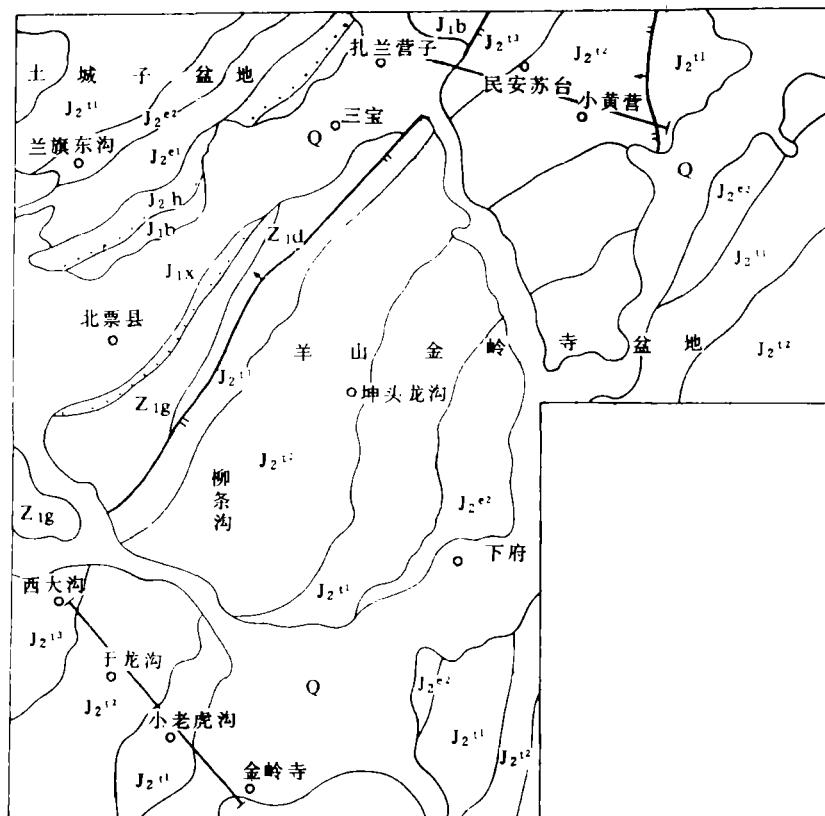 J₁b
扎兰营子
J₂t3
J₂t2
J₂t1
土城子盆地
民安苏台
小黄营
J₂t1
J₂e2
三宝
Q
兰旗东沟
J₂e1
Q
J₂e2
J₂h
J₁b
Z₁d
J₂t1
J₁x
北票县
羊山金岭寺盆地
J₂t1
J₂t2
坤头龙沟
Z₁g
J₂t2
柳条沟
J₂e2
Z₁g
下府
西大沟
J₂t1
J₂t3
于龙沟
J₂t2
Q
J₂e2
小老虎沟
J₂t1
J₂t2
J₂t1
金岭寺